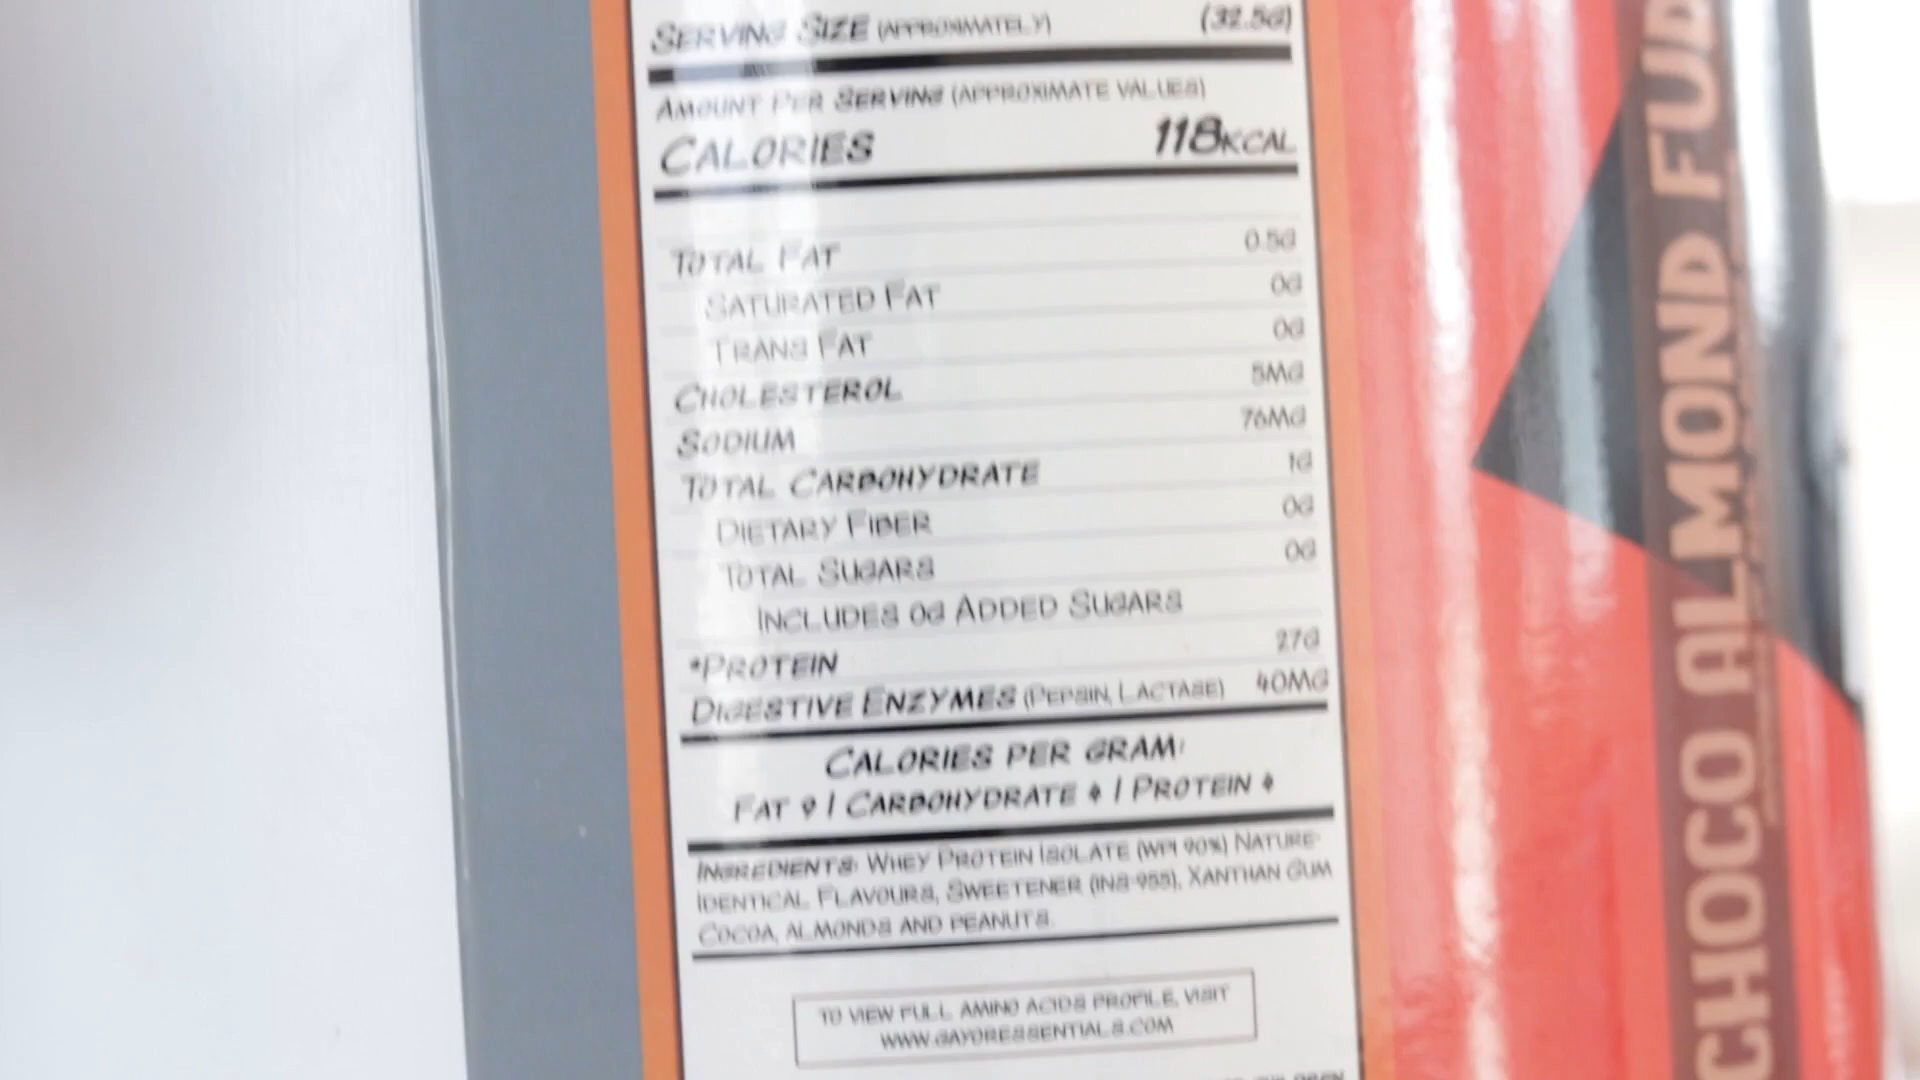 SERVING SIZE (APPROXIMATELY) (32.5G)
AMOUNT PER SERVING (APPROXIMATE VALUES)
CALORIES 118KCAL
TOTAL FAT 0.5G
SATURATED FAT 0G
TRANS FAT 0G
CHOLESTEROL 5MG
SODIUM 76MG
TOTAL CARBOHYDRATE 1G
DIETARY FIBER 0G
TOTAL SUGARS 0G
INCLUDES 0G ADDED SUGARS
*PROTEIN 27G
DIGESTIVE ENZYMES (PEPSIN, LACTASE) 40MG
CALORIES PER GRAM:
FAT 9 | CARBOHYDRATE 4 | PROTEIN 4
INGREDIENTS: WHEY PROTEIN ISOLATE (WPI 90%) NATURE-
IDENTICAL FLAVOURS, SWEETENER (INS-955), XANTHAN GUM
COCOA, ALMONDS AND PEANUTS.
TO VIEW FULL AMINO ACIDS PROFILE, VISIT
WWW.GAYORESSENTIALS.COM
CHOCO ALMOND FUD